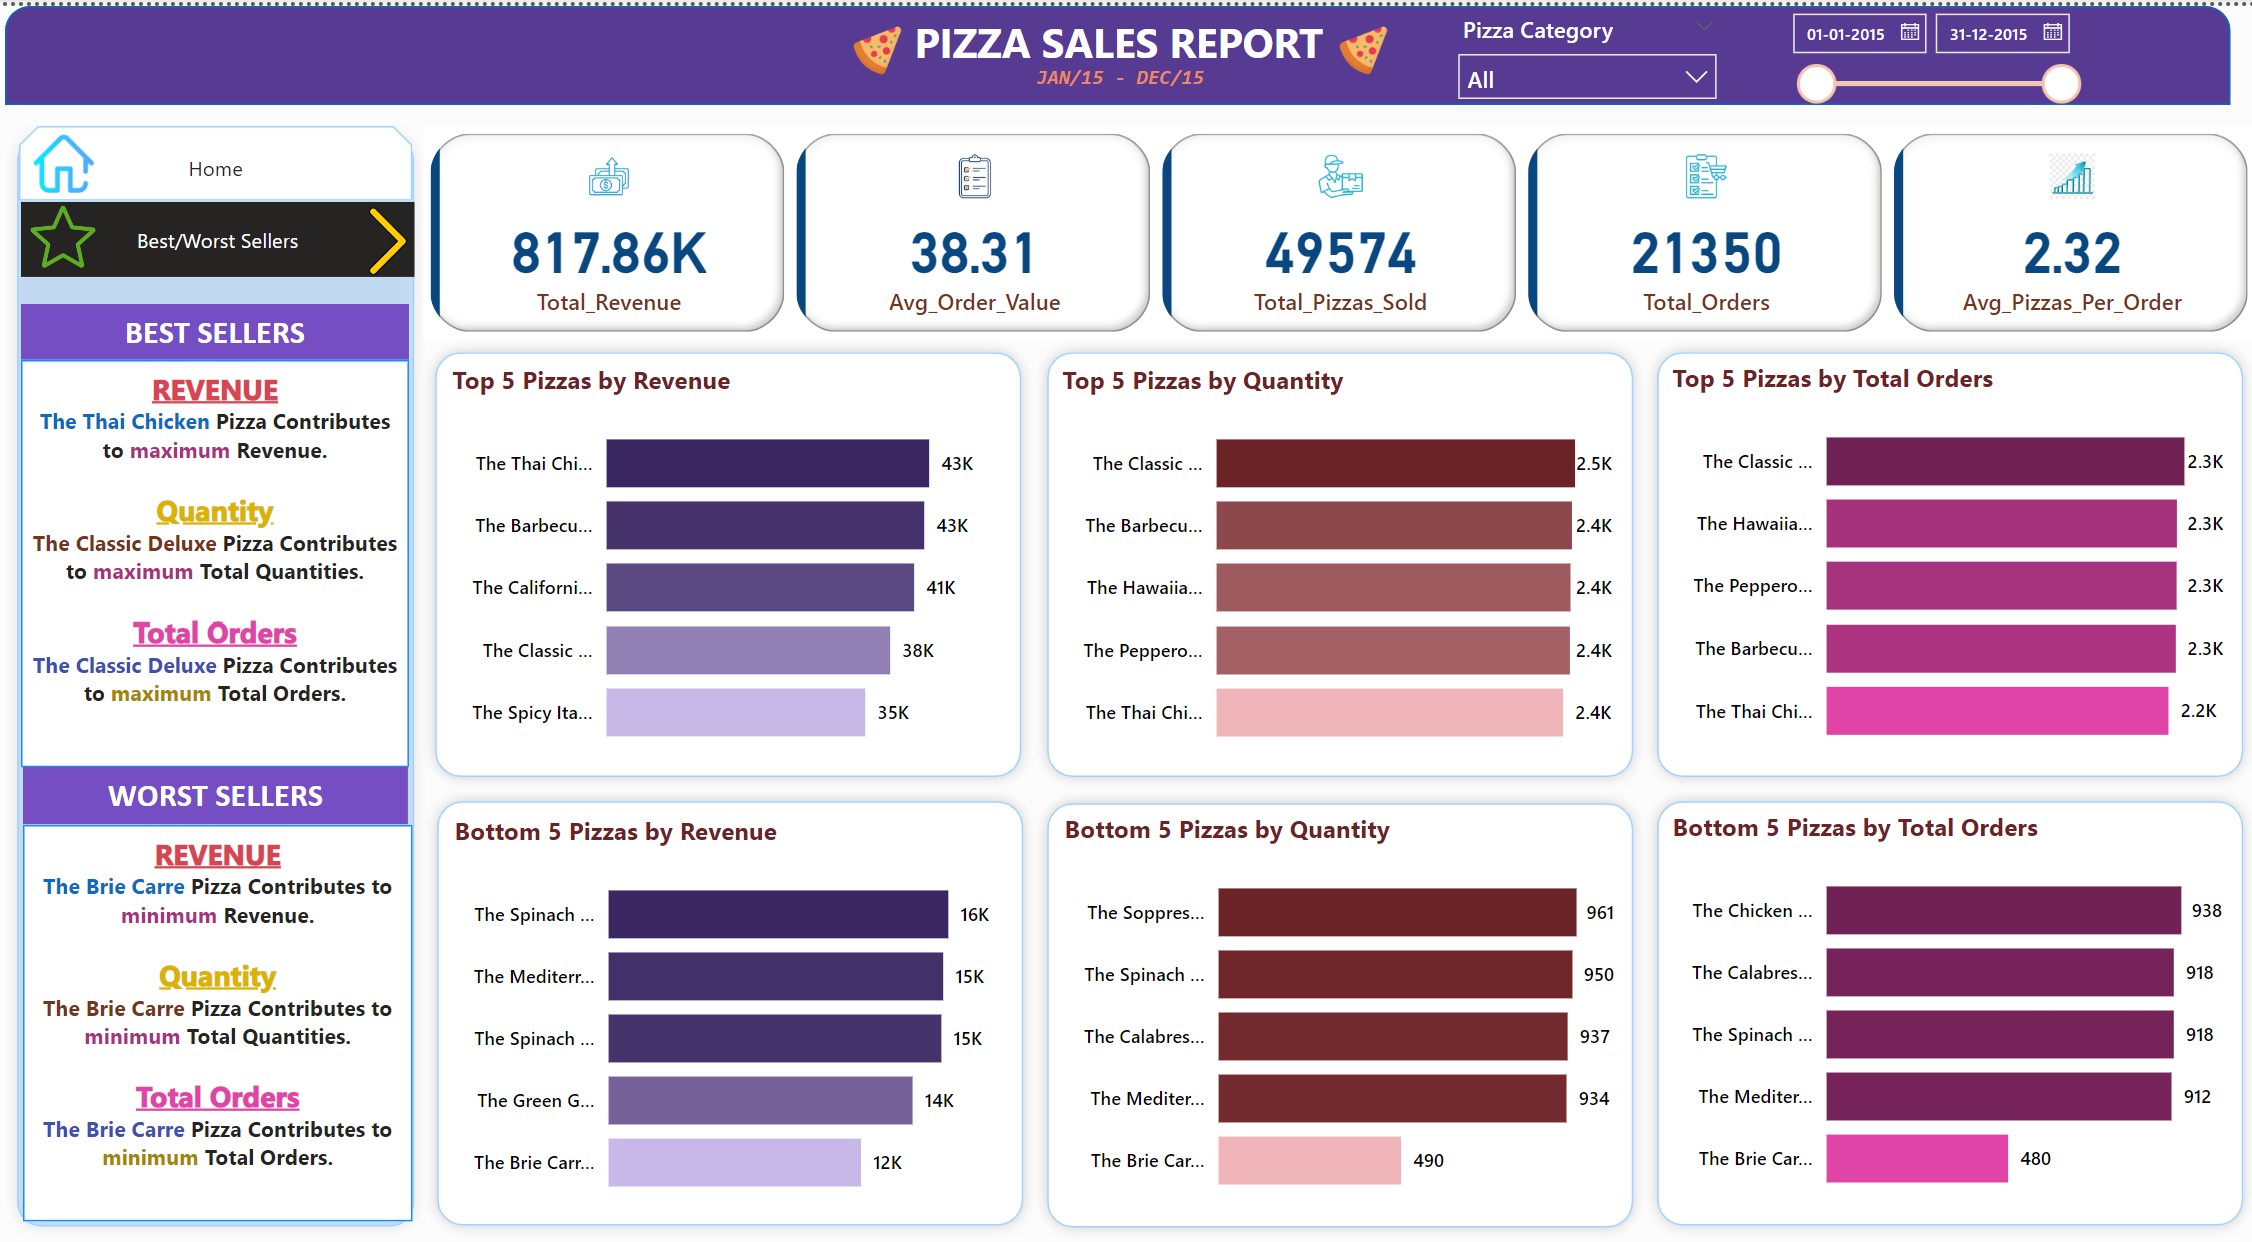 PIZZA SALES REPORT
JAN/15 - DEC/15
Pizza Category
All
01-01-2015
31-12-2015
Home
Best/Worst Sellers
BEST SELLERS
REVENUE
The Thai Chicken Pizza Contributes
to maximum Revenue.
Quantity
The Classic Deluxe Pizza Contributes
to maximum Total Quantities.
Total Orders
The Classic Deluxe Pizza Contributes
to maximum Total Orders.
WORST SELLERS
REVENUE
The Brie Carre Pizza Contributes to
minimum Revenue.
Quantity
The Brie Carre Pizza Contributes to
minimum Total Quantities.
Total Orders
The Brie Carre Pizza Contributes to
minimum Total Orders.
817.86K
Total_Revenue
38.31
Avg_Order_Value
49574
Total_Pizzas_Sold
21350
Total_Orders
2.32
Avg_Pizzas_Per_Order
Top 5 Pizzas by Revenue
The Thai Chi... 43K
The Barbecu... 43K
The Californi... 41K
The Classic ... 38K
The Spicy Ita... 35K
Top 5 Pizzas by Quantity
The Classic ... 2.5K
The Barbecu... 2.4K
The Hawaiia... 2.4K
The Peppero... 2.4K
The Thai Chi... 2.4K
Top 5 Pizzas by Total Orders
The Classic ... 2.3K
The Hawaiia... 2.3K
The Peppero... 2.3K
The Barbecu... 2.3K
The Thai Chi... 2.2K
Bottom 5 Pizzas by Revenue
The Spinach ... 16K
The Mediterr... 15K
The Spinach ... 15K
The Green G... 14K
The Brie Carr... 12K
Bottom 5 Pizzas by Quantity
The Soppres... 961
The Spinach ... 950
The Calabres... 937
The Mediter... 934
The Brie Car... 490
Bottom 5 Pizzas by Total Orders
The Chicken ... 938
The Calabres... 918
The Spinach ... 918
The Mediter... 912
The Brie Car... 480